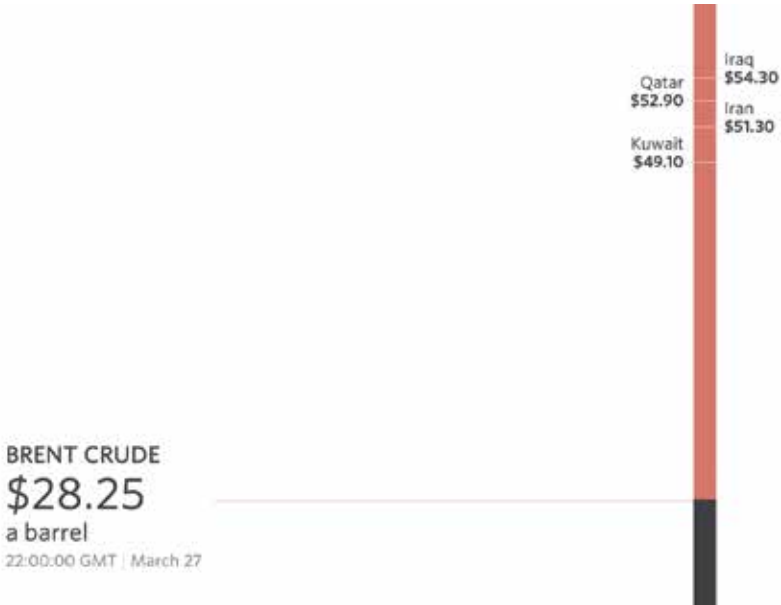 Iraq
$54.30
Qatar
$52.90
Iran
$51.30
Kuwait
$49.10
BRENT CRUDE
$28.25
a barrel
22:00:00 GMT | March 27